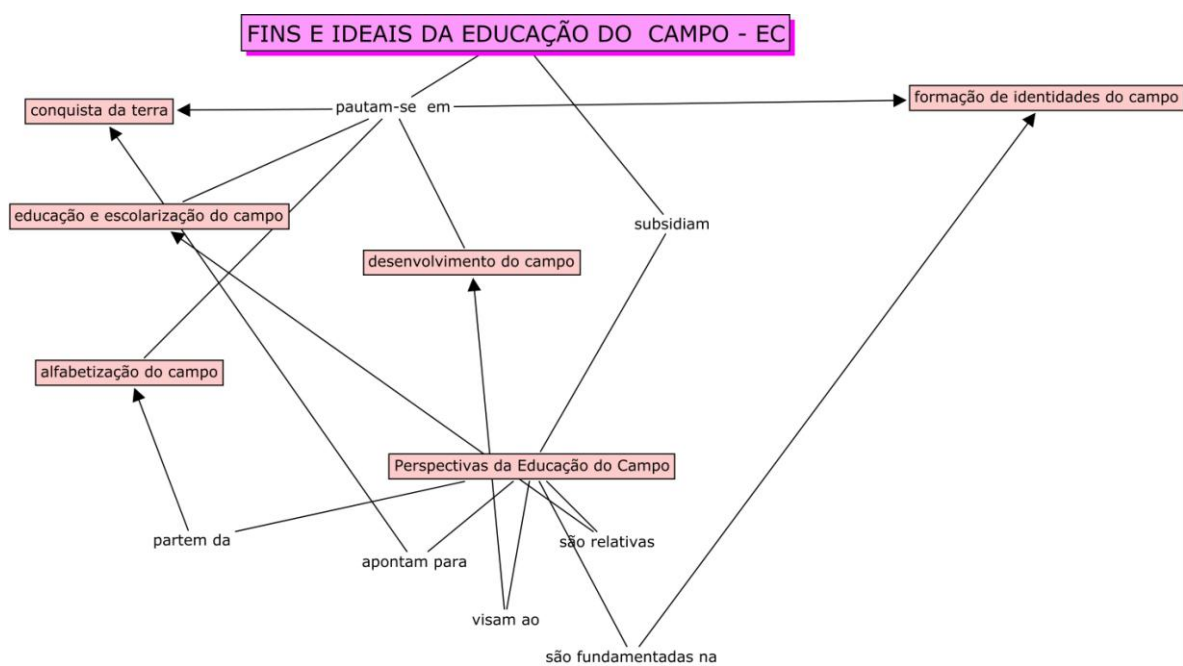 FINS E IDEAIS DA EDUCAÇÃO DO CAMPO - EC
conquista da terra
pautam-se em
formação de identidades do campo
educação e escolarização do campo
subsidiam
desenvolvimento do campo
alfabetização do campo
Perspectivas da Educação do Campo
partem da
são relativas
apontam para
visam ao
são fundamentadas na